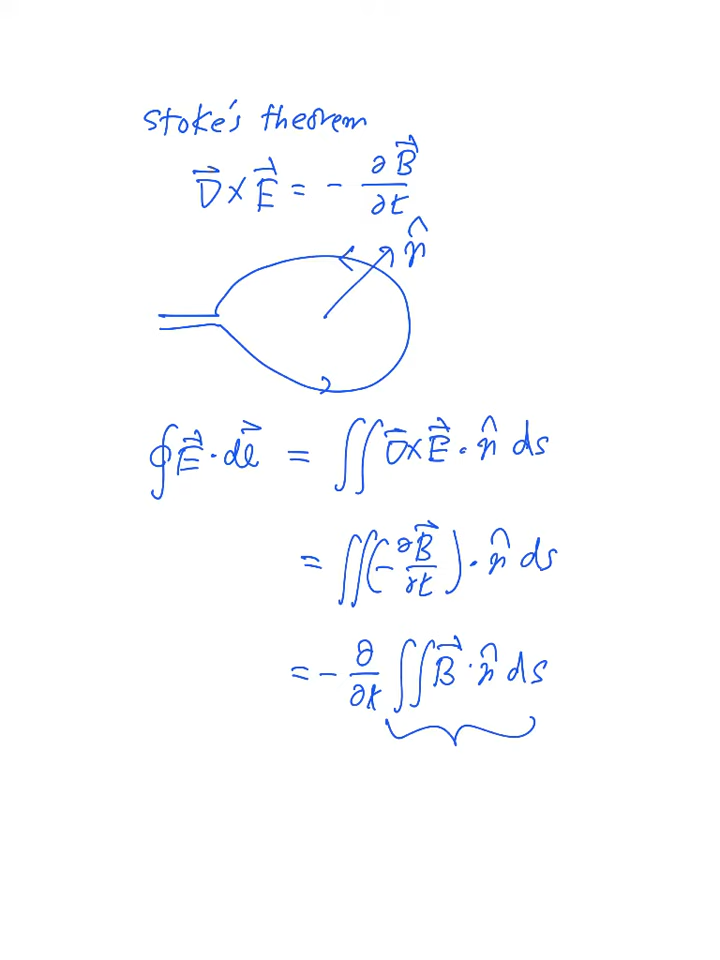 Stoke's theorem
∇⃗ × E⃗ = - ∂B⃗/∂t
n̂
∮ E⃗ · dℓ⃗ = ∬ ∇⃗ × E⃗ · n̂ ds
= ∬ (- ∂B⃗/∂t) · n̂ ds
= - ∂/∂t ∬ B⃗ · n̂ ds